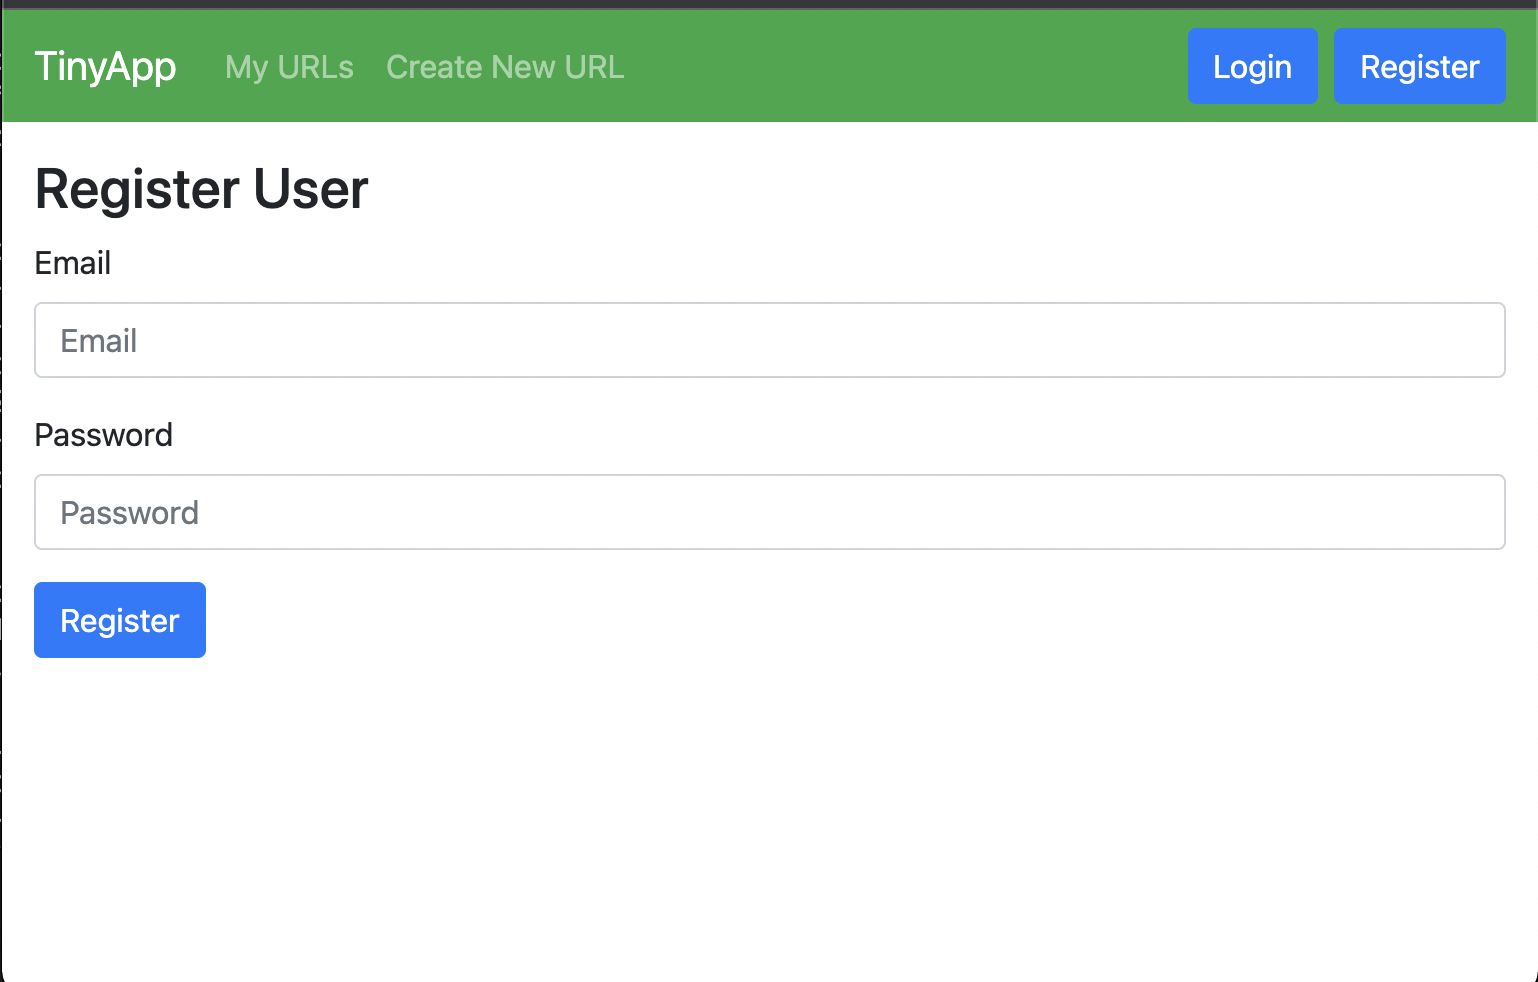 TinyApp My URLs Create New URL Login Register
Register User
Email
Email
Password
Password
Register